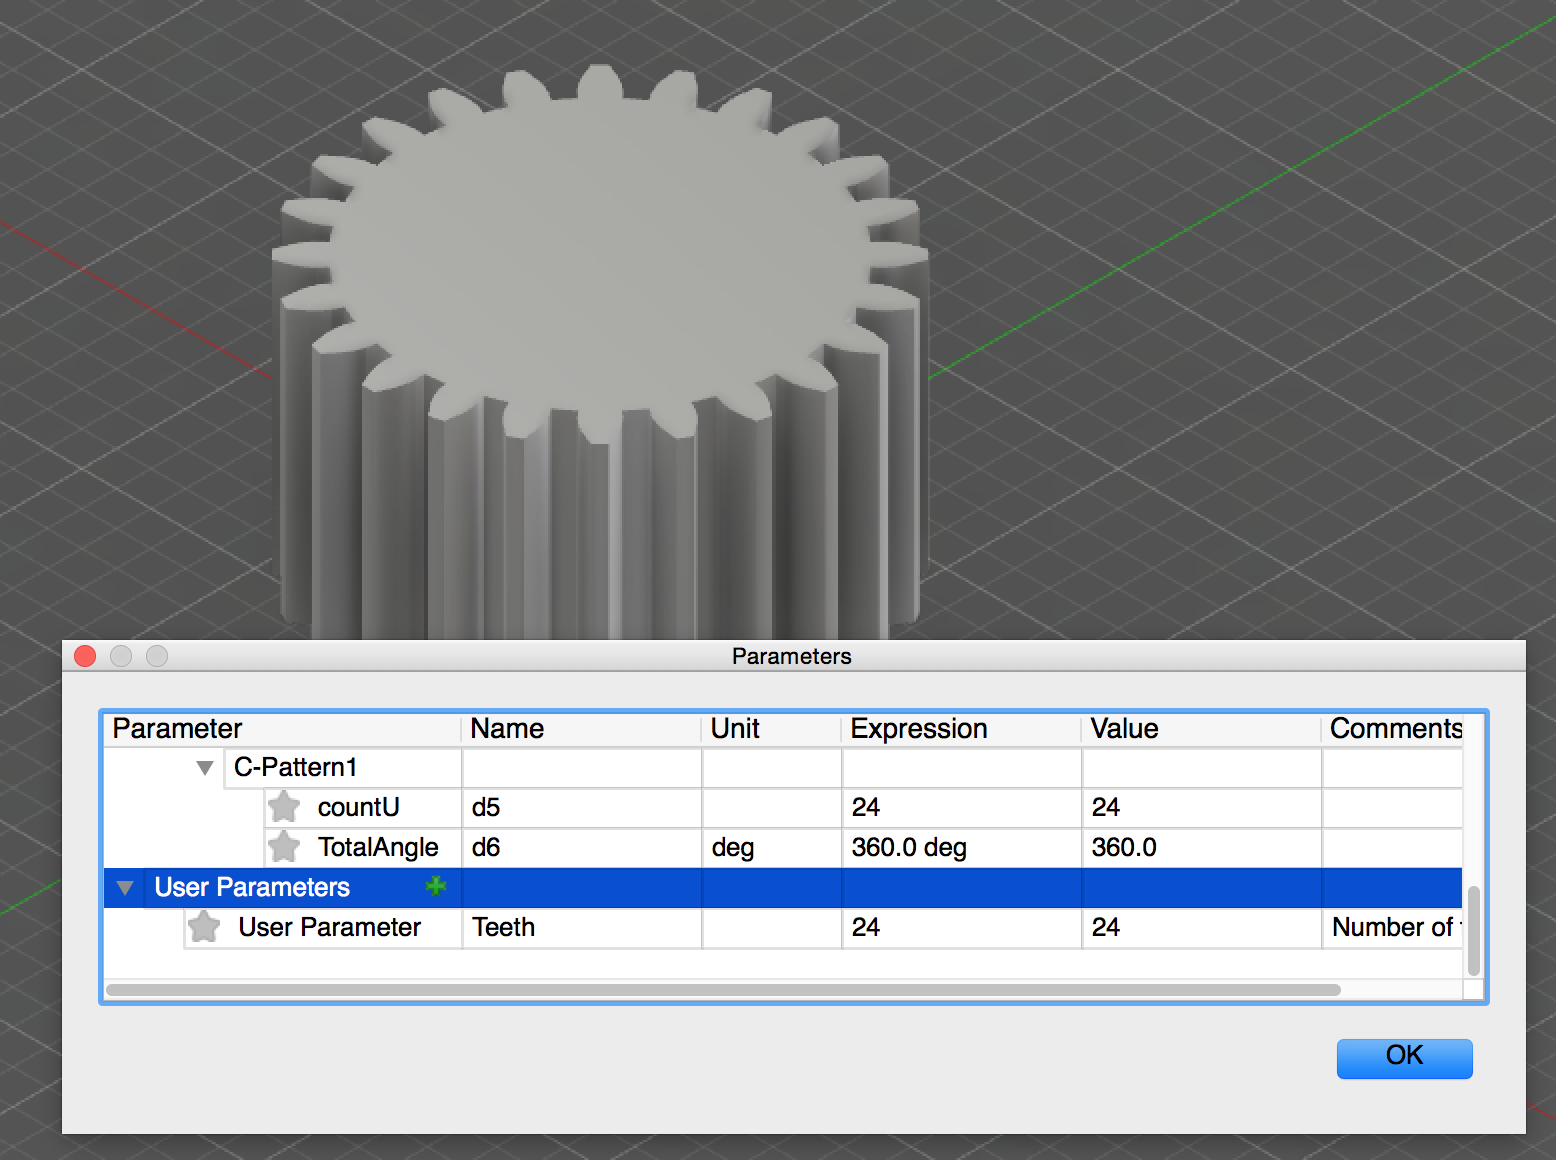 Parameters
Parameter Name Unit Expression Value Comments
C-Pattern1
countU d5 24 24
TotalAngle d6 deg 360.0 deg 360.0
User Parameters
User Parameter Teeth 24 24 Number of
OK